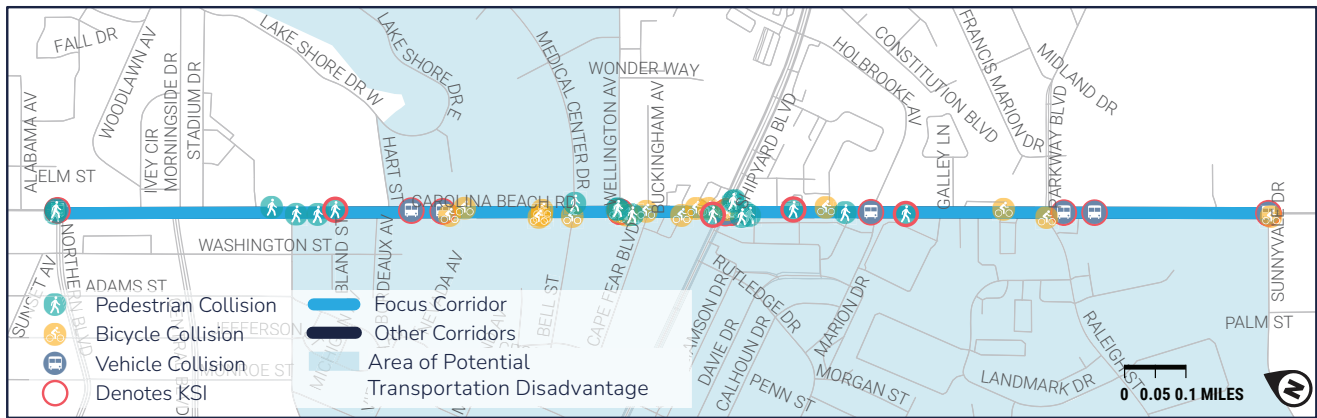 FALL DR
WOODLAWN AV
ALABAMA AV
ELM ST
IVEY CIR
MORNINGSIDE DR
STADIUM DR
LAKE SHORE DR W
LAKE SHORE DR E
HART ST
MEDICAL CENTER DR
WONDER WAY
WELLINGTON AV
BUCKINGHAM AV
SHIPYARD BLVD
HOLBROOKE AV
CONSTITUTION BLVD
FRANCIS MARION DR
MIDLAND DR
PARKWAY BLVD
GALLEY LN
CAROLINA BEACH RD
SUNNYVALE DR
WASHINGTON ST
NORTHERN BLVD
SUNSET AV
ADAMS ST
JEFFERSON
MONROE ST
BELL ST
CAPE FEAR BLVD
RUTLEDGE DR
ADAMSON DR
DAVIE DR
CALHOUN DR
MARION DR
PENN ST
MORGAN ST
LANDMARK DR
RALEIGH ST
PALM ST
Pedestrian Collision
Bicycle Collision
Vehicle Collision
Denotes KSI
Focus Corridor
Other Corridors
Area of Potential
Transportation Disadvantage
0 0.05 0.1 MILES
N